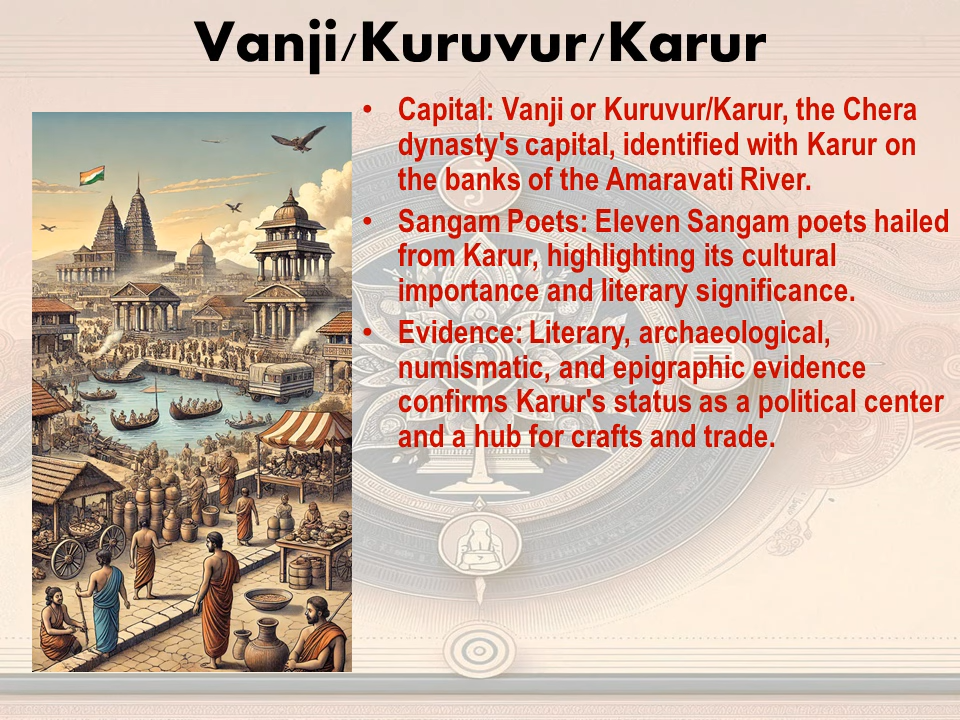 Vanji/Kuruvur/Karur
• Capital: Vanji or Kuruvur/Karur, the Chera
dynasty's capital, identified with Karur on
the banks of the Amaravati River.
• Sangam Poets: Eleven Sangam poets hailed
from Karur, highlighting its cultural
importance and literary significance.
• Evidence: Literary, archaeological,
numismatic, and epigraphic evidence
confirms Karur's status as a political center
and a hub for crafts and trade.